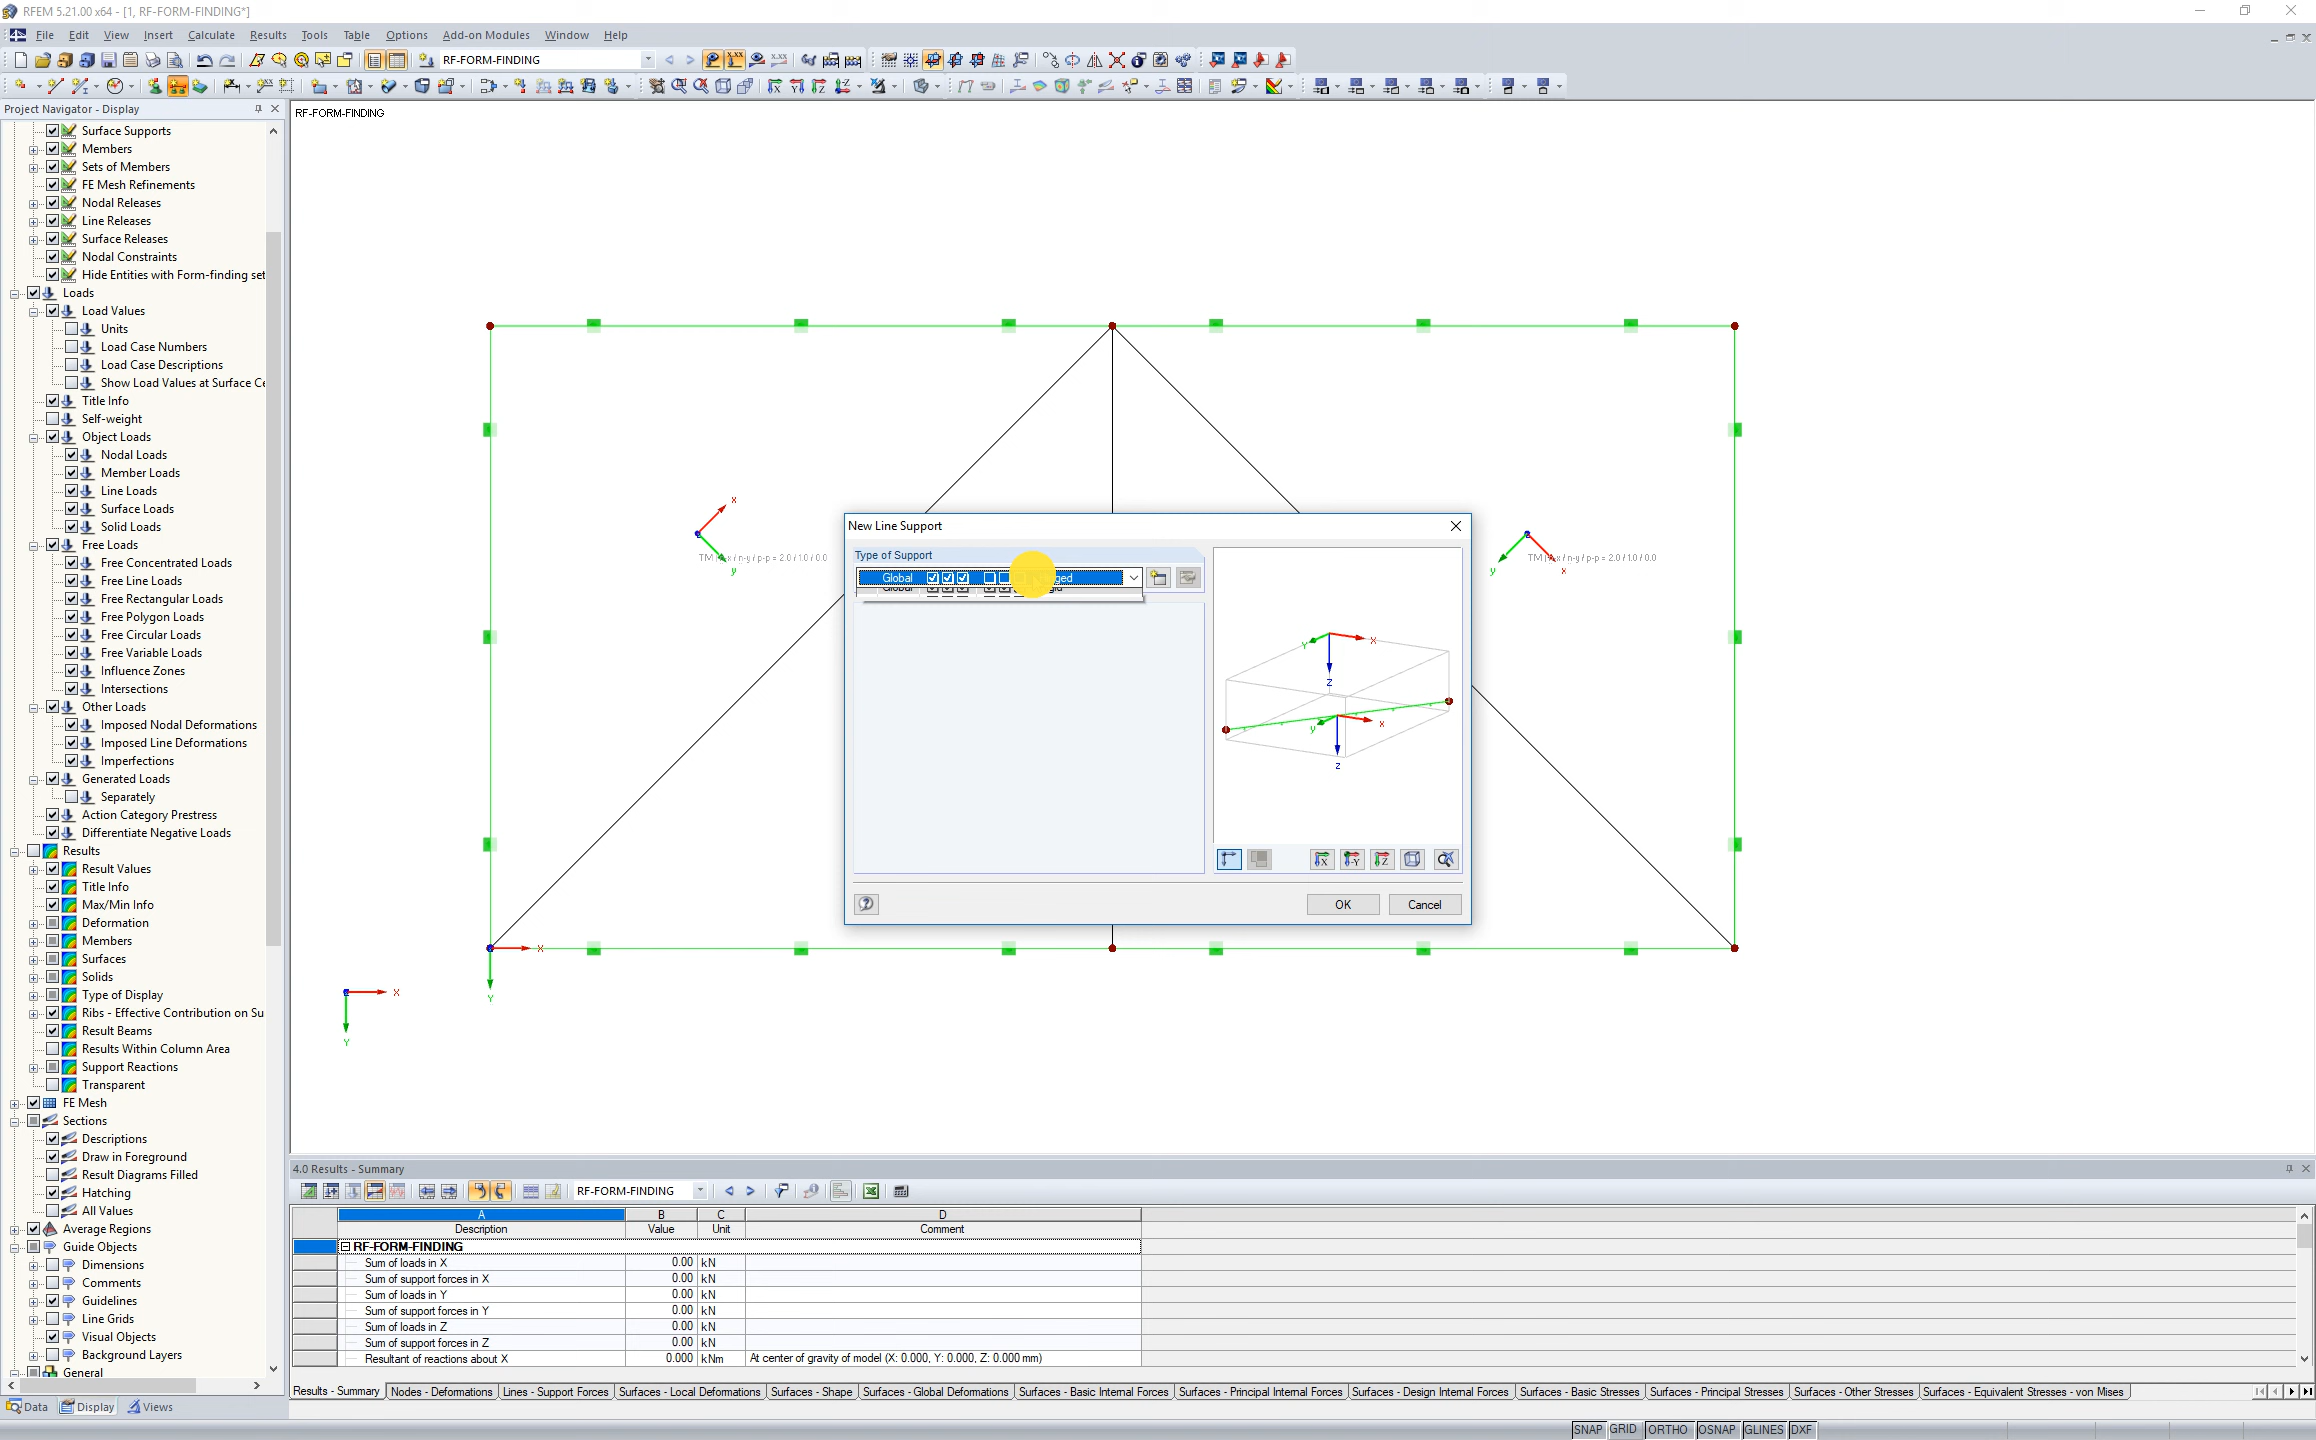 RFEM 5.21.00 x64 - [1, RF-FORM-FINDING*]
File Edit View Insert Calculate Results Tools Table Options Add-on Modules Window Help
RF-FORM-FINDING
Project Navigator - Display
Surface Supports
Members
Sets of Members
FE Mesh Refinements
Nodal Releases
Line Releases
Surface Releases
Nodal Constraints
Hide Entities with Form-finding set
Loads
Load Values
Units
Load Case Numbers
Load Case Descriptions
Show Load Values at Surface Ce
Title Info
Self-weight
Object Loads
Nodal Loads
Member Loads
Line Loads
Surface Loads
Solid Loads
Free Loads
Free Concentrated Loads
Free Line Loads
Free Rectangular Loads
Free Polygon Loads
Free Circular Loads
Free Variable Loads
Influence Zones
Intersections
Other Loads
Imposed Nodal Deformations
Imposed Line Deformations
Imperfections
Generated Loads
Separately
Action Category Prestress
Differentiate Negative Loads
Results
Result Values
Title Info
Max/Min Info
Deformation
Members
Surfaces
Solids
Type of Display
Ribs - Effective Contribution on Su
Result Beams
Results Within Column Area
Support Reactions
Transparent
FE Mesh
Sections
Descriptions
Draw in Foreground
Result Diagrams Filled
Hatching
All Values
Average Regions
Guide Objects
Dimensions
Comments
Guidelines
Line Grids
Visual Objects
Background Layers
General
Data Display Views
RF-FORM-FINDING
x
y
x
y
X
Y
X
Y
New Line Support
Type of Support
Global
Global
X
Y
Z
x
y
z
OK Cancel
4.0 Results - Summary
RF-FORM-FINDING
A B C D
Description Value Unit Comment
RF-FORM-FINDING
Sum of loads in X 0.00 kN
Sum of support forces in X 0.00 kN
Sum of loads in Y 0.00 kN
Sum of support forces in Y 0.00 kN
Sum of loads in Z 0.00 kN
Sum of support forces in Z 0.00 kN
Resultant of reactions about X 0.000 kNm At center of gravity of model (X: 0.000, Y: 0.000, Z: 0.000 mm)
Results - Summary Nodes - Deformations Lines - Support Forces Surfaces - Local Deformations Surfaces - Shape Surfaces - Global Deformations Surfaces - Basic Internal Forces Surfaces - Principal Internal Forces Surfaces - Design Internal Forces Surfaces - Basic Stresses Surfaces - Principal Stresses Surfaces - Other Stresses Surfaces - Equivalent Stresses - von Mises
SNAP GRID ORTHO OSNAP GLINES DXF